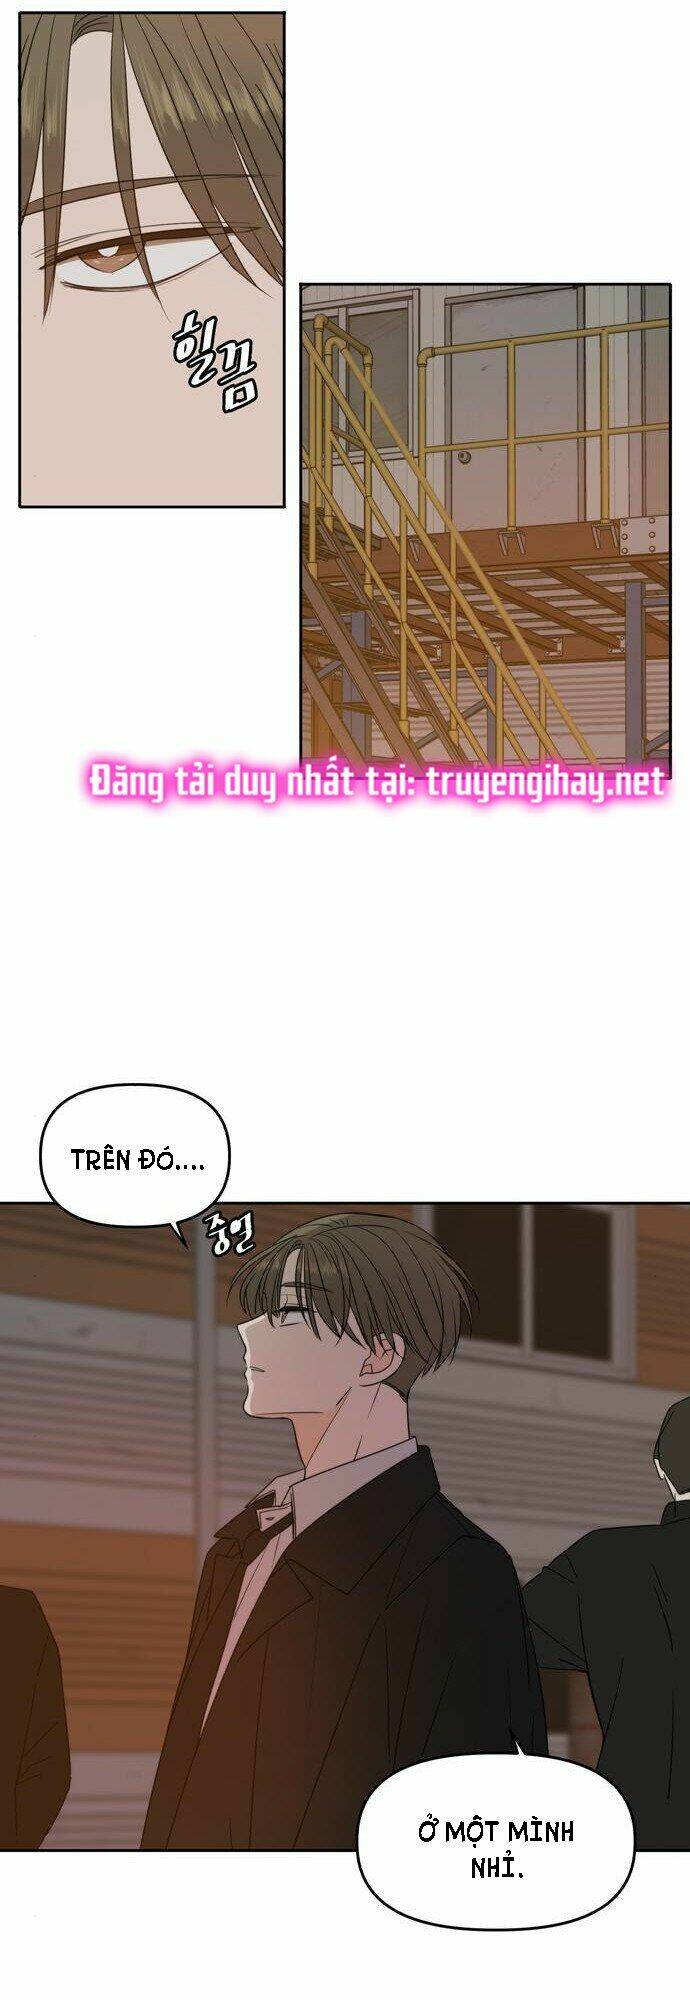 힐끔
Đăng tải duy nhất tại: truyengihay.net
TRÊN ĐÓ....
중얼
Ở MỘT MÌNH
NHỈ.